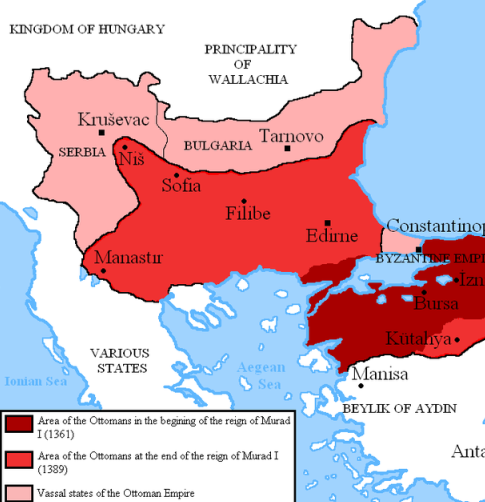 KINGDOM OF HUNGARY
PRINCIPALITY
OF
WALLACHIA
Kruševac
SERBIA
Niš
BULGARIA
Tarnovo
Sofia
Filibe
Edirne
Constantinop
BYZANTINE EMPI
Manastır
Izn
Bursa
Kutahya
VARIOUS
STATES
Aegean
Sea
Ionian Sea
Manisa
BEYLIK OF AYDIN
Anta
Area of the Ottomans in the begining of the reign of Murad
I (1361)
Area of the Ottomans at the end of the reign of Murad I
(1389)
Vassal states of the Ottoman Empire